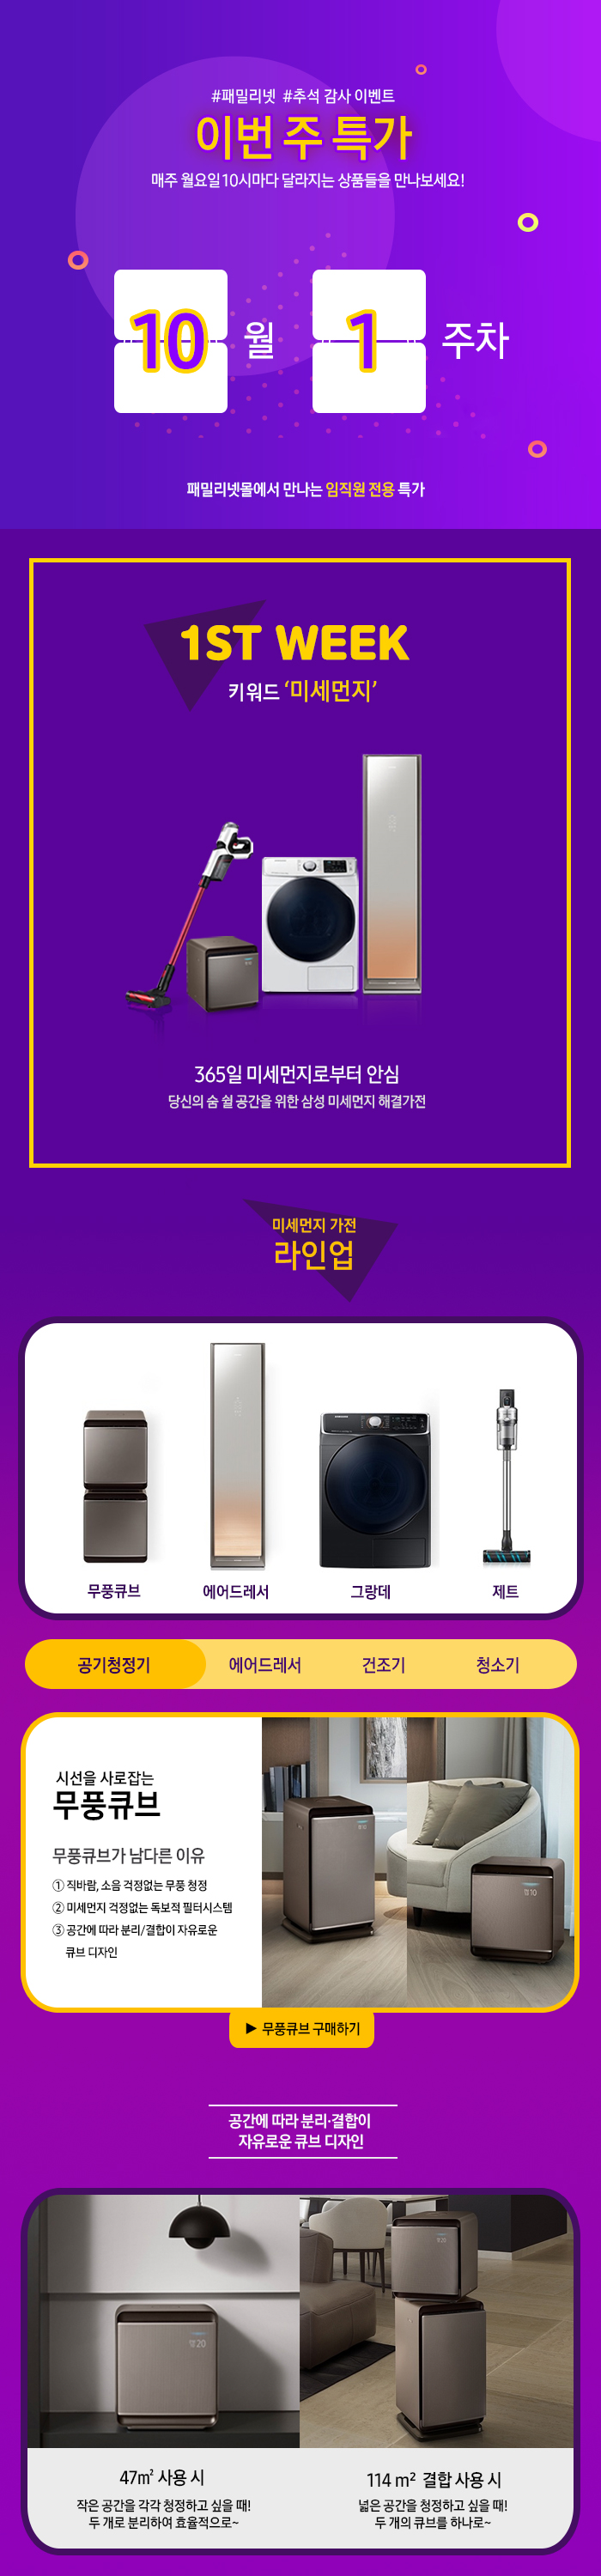 #패밀리넷 #추석 감사 이벤트
이번 주 특가
매주 월요일 10시마다 달라지는 상품들을 만나보세요!
10 월 1 주차
패밀리넷몰에서 만나는 임직원 전용 특가
1ST WEEK
키워드 ‘미세먼지’
365일 미세먼지로부터 안심
당신의 숨 쉴 공간을 위한 삼성 미세먼지 해결가전
미세먼지 가전
라인업
무풍큐브 에어드레서 그랑데 제트
공기청정기 에어드레서 건조기 청소기
시선을 사로잡는
무풍큐브
무풍큐브가 남다른 이유
① 직바람, 소음 걱정없는 무풍 청정
② 미세먼지 걱정없는 독보적 필터시스템
③ 공간에 따라 분리/결합이 자유로운
큐브 디자인
▶ 무풍큐브 구매하기
공간에 따라 분리·결합이
자유로운 큐브 디자인
47㎡ 사용 시
작은 공간을 각각 청정하고 싶을 때!
두 개로 분리하여 효율적으로~
114 m² 결합 사용 시
넓은 공간을 청정하고 싶을 때!
두 개의 큐브를 하나로~